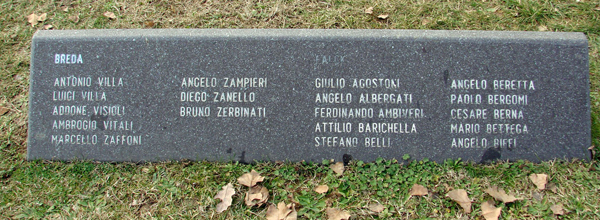 BREDA
ANTONIO VILLA
LUIGI VILLA
ADDONE VISIOLI
AMBROGIO VITALI
MARCELLO ZAFFONI
ANGELO ZAMPIERI
DIEGO ZANELLO
BRUNO ZERBINATI
FALCK
GIULIO AGOSTONI
ANGELO ALBERGATI
FERDINANDO AMBIVERI
ATTILIO BARICHELLA
STEFANO BELLI
ANGELO BERETTA
PAOLO BERGOMI
CESARE BERNA
MARIO BETTEGA
ANGELO BIFFI